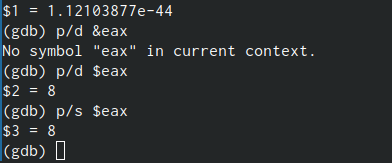 $1 = 1.12103877e-44
(gdb) p/d &eax
No symbol "eax" in current context.
(gdb) p/d $eax
$2 = 8
(gdb) p/s $eax
$3 = 8
(gdb)